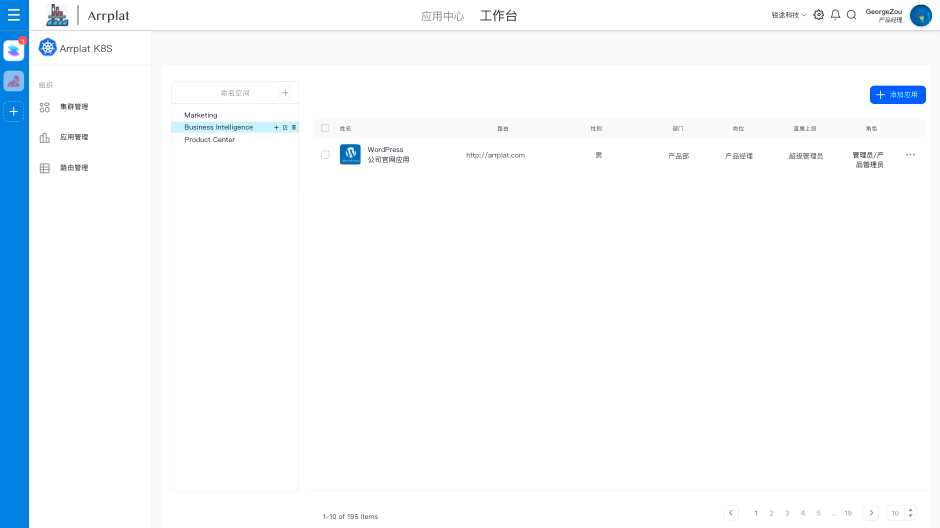 Arrplat
应用中心 工作台
锐途科技
GeorgeZou
产品经理
2
Arrplat K8S
组织
集群管理
应用管理
路由管理
命名空间
Marketing
Business Intelligence
Product Center
添加应用
姓名 路由 性别 部门 岗位 直属上级 角色
WordPress
公司官网应用
http://arrplat.com 男 产品部 产品经理 超级管理员
管理员/产
品管理员
1-10 of 195 items
1 2 3 4 5 ... 19
10